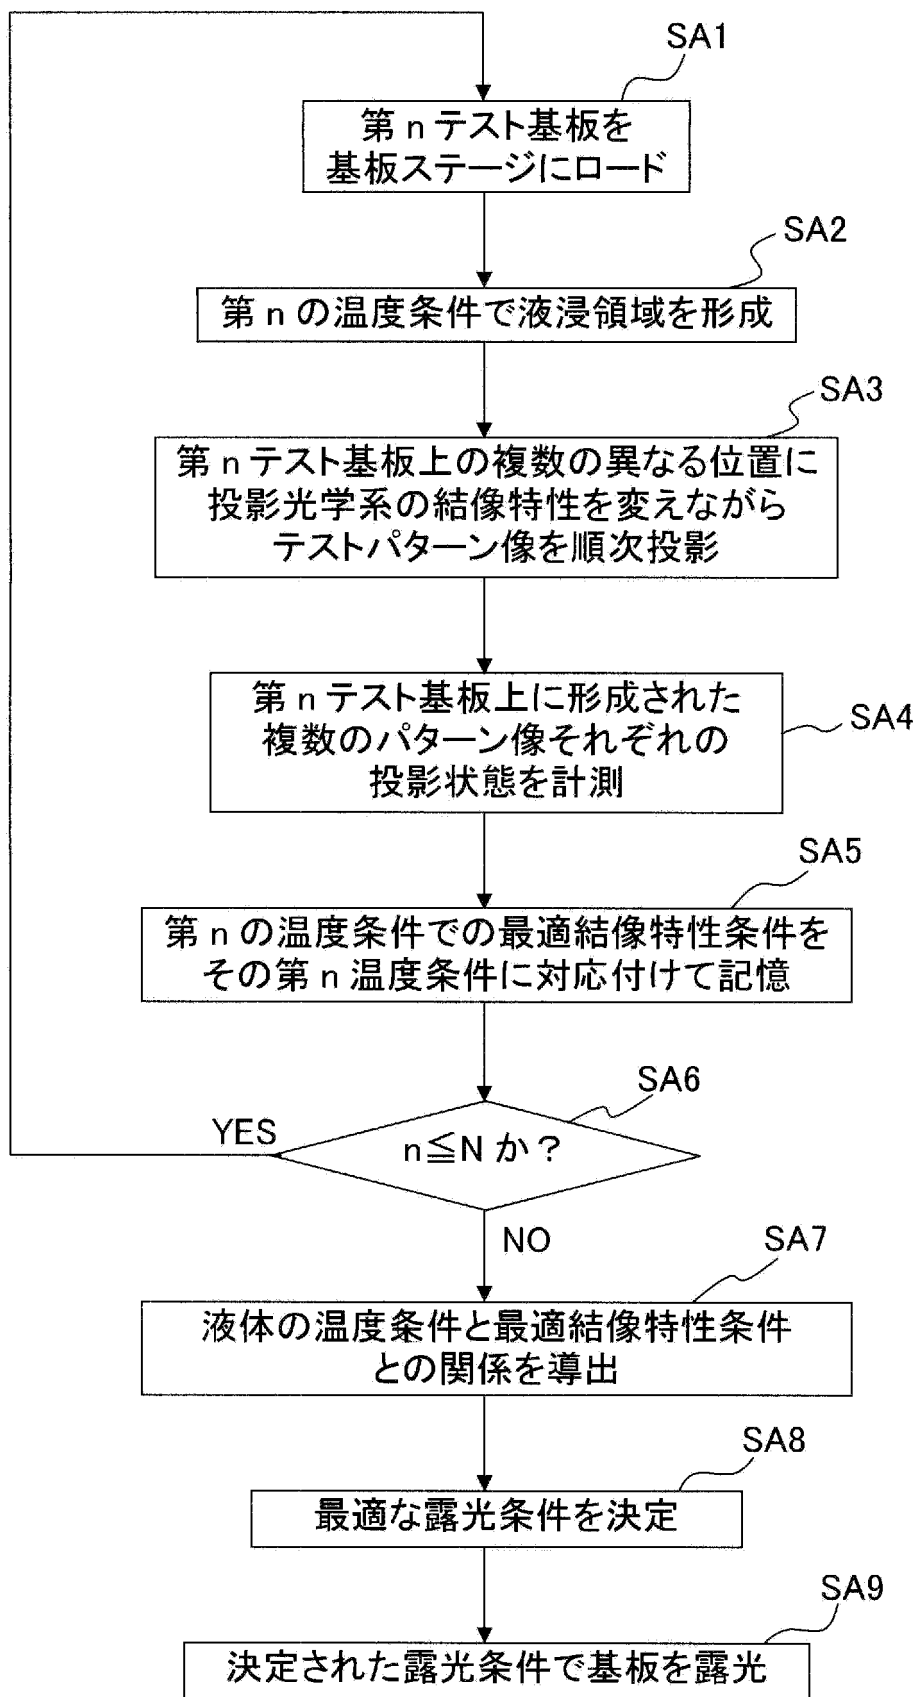 SA1
第nテスト基板を
基板ステージにロード
SA2
第nの温度条件で液浸領域を形成
SA3
第nテスト基板上の複数の異なる位置に
投影光学系の結像特性を変えながら
テストパターン像を順次投影
第nテスト基板上に形成された
複数のパターン像それぞれの
投影状態を計測
SA4
SA5
第nの温度条件での最適結像特性条件を
その第n温度条件に対応付けて記憶
SA6
YES
n≦Nか？
NO
SA7
液体の温度条件と最適結像特性条件
との関係を導出
SA8
最適な露光条件を決定
SA9
決定された露光条件で基板を露光